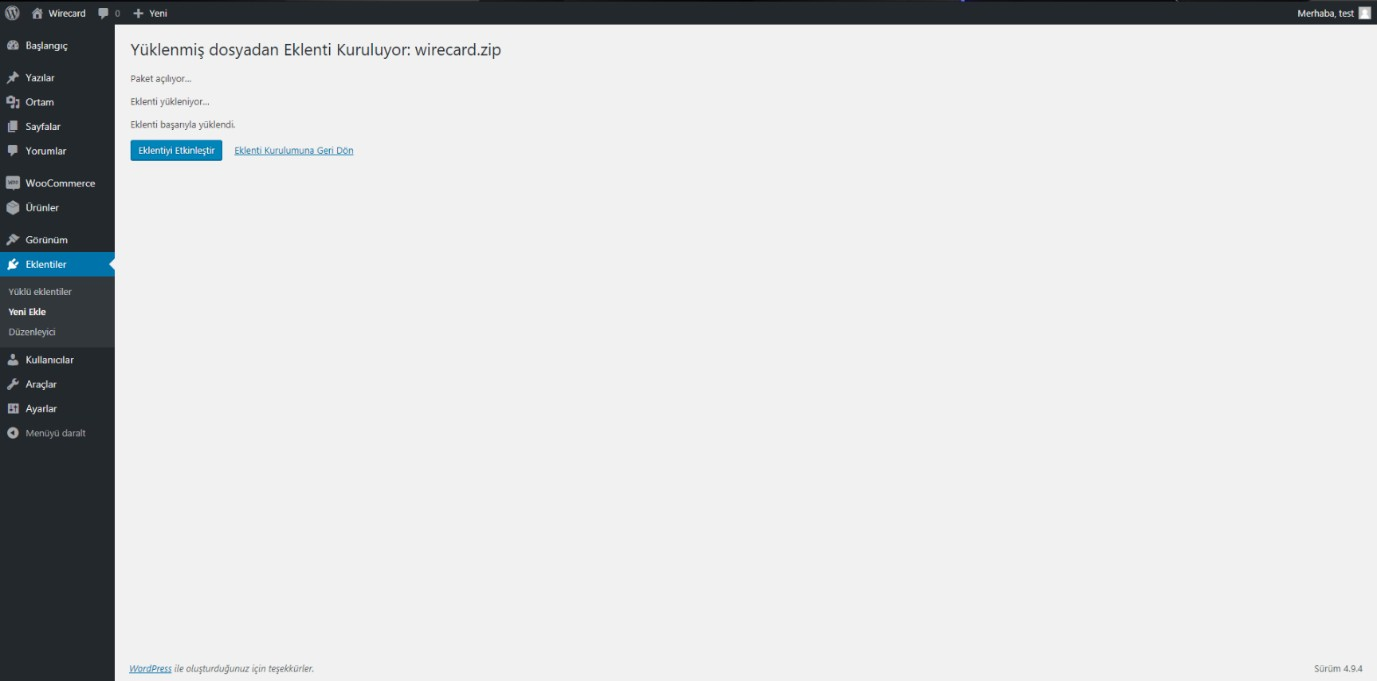 Wirecard 0 Yeni
Merhaba, test
Başlangıç
Yazılar
Ortam
Sayfalar
Yorumlar
WooCommerce
Ürünler
Görünüm
Eklentiler
Yüklü eklentiler
Yeni Ekle
Düzenleyici
Kullanıcılar
Araçlar
Ayarlar
Menüyü daralt
Yüklenmiş dosyadan Eklenti Kuruluyor: wirecard.zip
Paket açılıyor...
Eklenti yükleniyor...
Eklenti başarıyla yüklendi.
Eklentiyi Etkinleştir Eklenti Kurulumuna Geri Dön
WordPress ile oluşturduğunuz için teşekkürler.
Sürüm 4.9.4